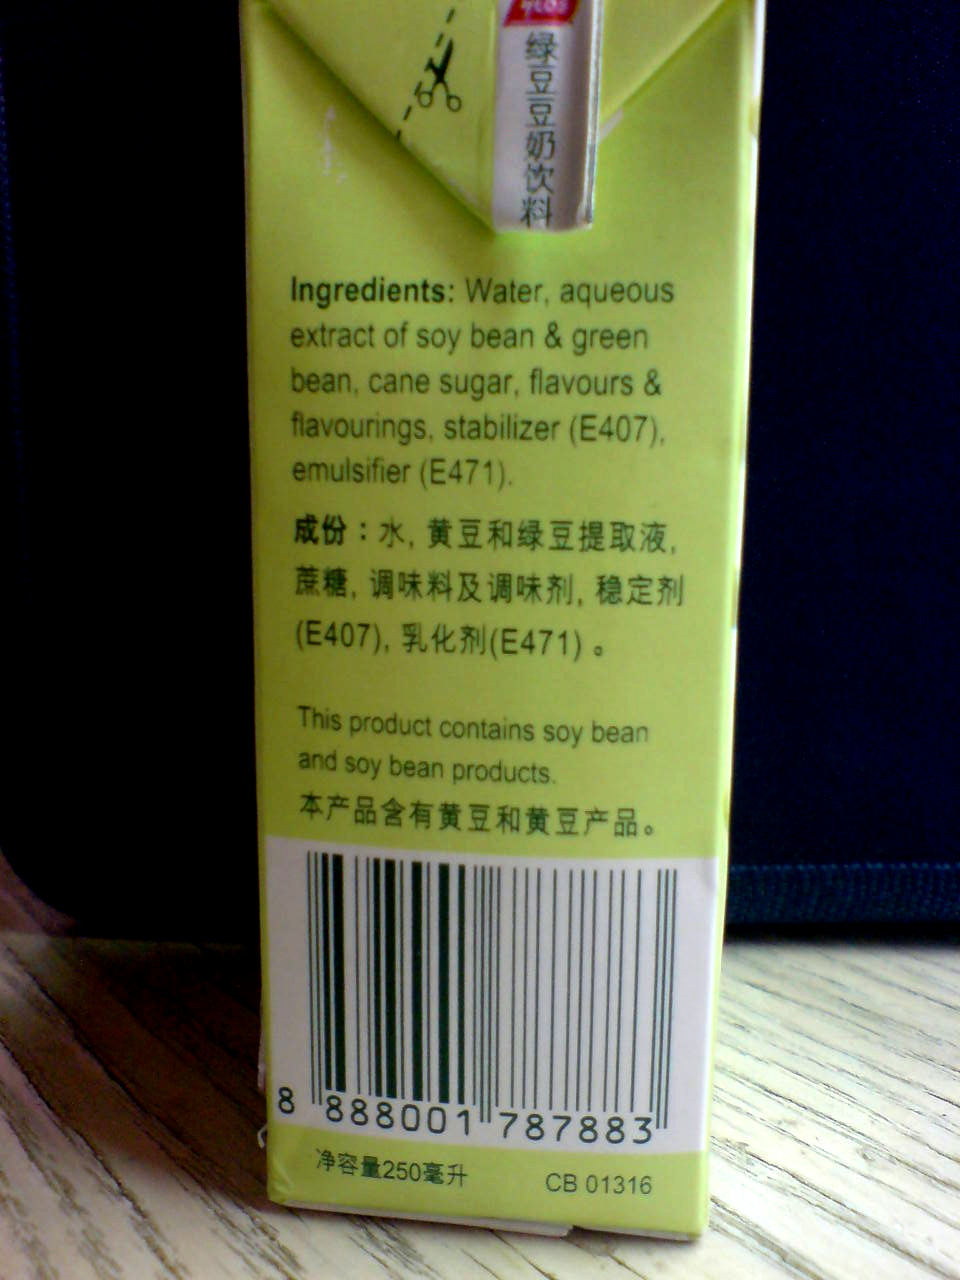 绿豆豆奶饮料
Ingredients: Water, aqueous
extract of soy bean & green
bean, cane sugar, flavours &
flavourings, stabilizer (E407),
emulsifier (E471).
成份：水, 黄豆和绿豆提取液,
蔗糖, 调味料及调味剂, 稳定剂
(E407), 乳化剂(E471)。
This product contains soy bean
and soy bean products.
本产品含有黄豆和黄豆产品。
8 888001 787883
净容量250毫升 CB 01316